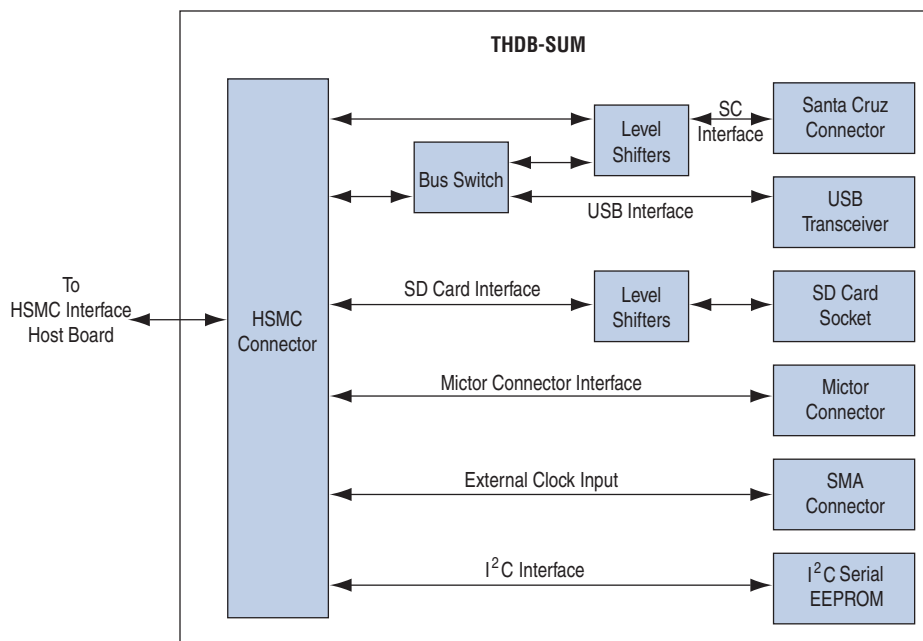 THDB-SUM
SC
Interface
Santa Cruz
Connector
Level
Shifters
Bus Switch
USB Interface
USB
Transceiver
To
HSMC Interface
Host Board
HSMC
Connector
SD Card Interface
Level
Shifters
SD Card
Socket
Mictor Connector Interface
Mictor
Connector
External Clock Input
SMA
Connector
I²C Interface
I²C Serial
EEPROM